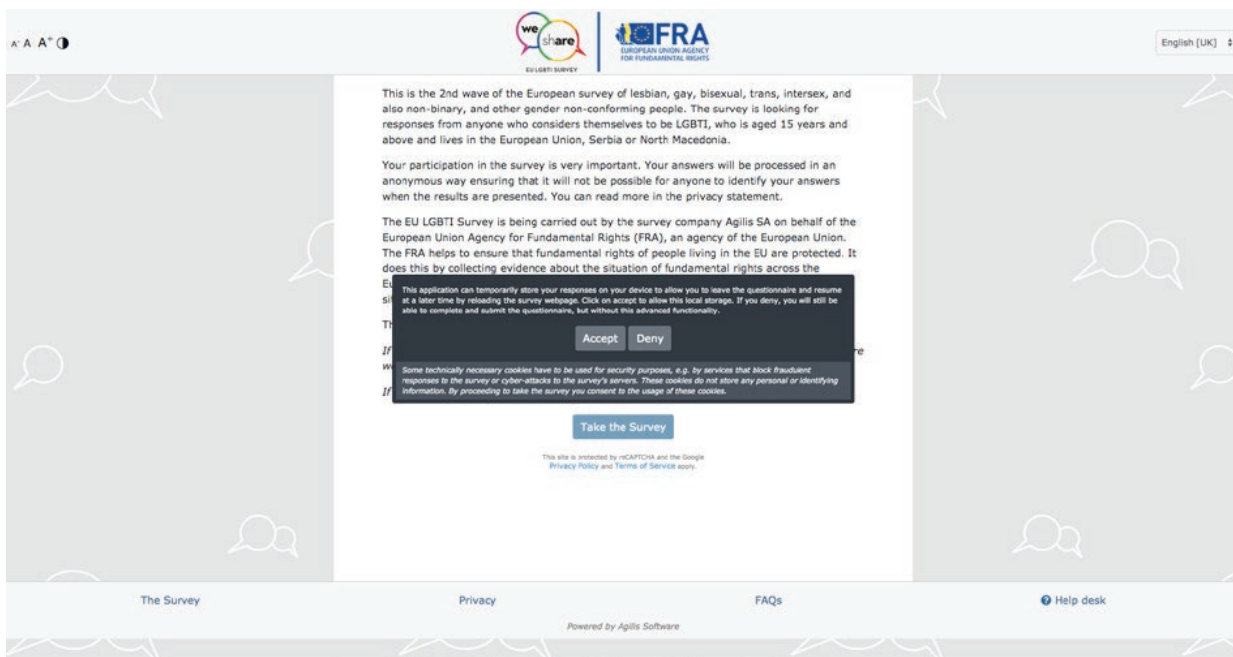 A- A A+
we share
EU LGBTI SURVEY
FRA
EUROPEAN UNION AGENCY
FOR FUNDAMENTAL RIGHTS
English [UK]
This is the 2nd wave of the European survey of lesbian, gay, bisexual, trans, intersex, and
also non-binary, and other gender non-conforming people. The survey is looking for
responses from anyone who considers themselves to be LGBTI, who is aged 15 years and
above and lives in the European Union, Serbia or North Macedonia.
Your participation in the survey is very important. Your answers will be processed in an
anonymous way ensuring that it will not be possible for anyone to identify your answers
when the results are presented. You can read more in the privacy statement.
The EU LGBTI Survey is being carried out by the survey company Agilis SA on behalf of the
European Union Agency for Fundamental Rights (FRA), an agency of the European Union.
The FRA helps to ensure that fundamental rights of people living in the EU are protected. It
does this by collecting evidence about the situation of fundamental rights across the
This application can temporarily store your responses on your device to allow you to leave the questionnaire and resume
at a later time by reloading the survey webpage. Click on accept to allow this local storage. If you deny, you will still be
able to complete and submit the questionnaire, but without this advanced functionality.
Accept Deny
If
Some technically necessary cookies have to be used for security purposes, e.g. by services that block fraudulent
responses to the survey or cyber-attacks to the survey's servers. These cookies do not store any personal or identifying
information. By proceeding to take the survey you consent to the usage of these cookies.
If
Take the Survey
This site is protected by reCAPTCHA and the Google
Privacy Policy and Terms of Service apply.
The Survey Privacy FAQs Help desk
Powered by Agilis Software